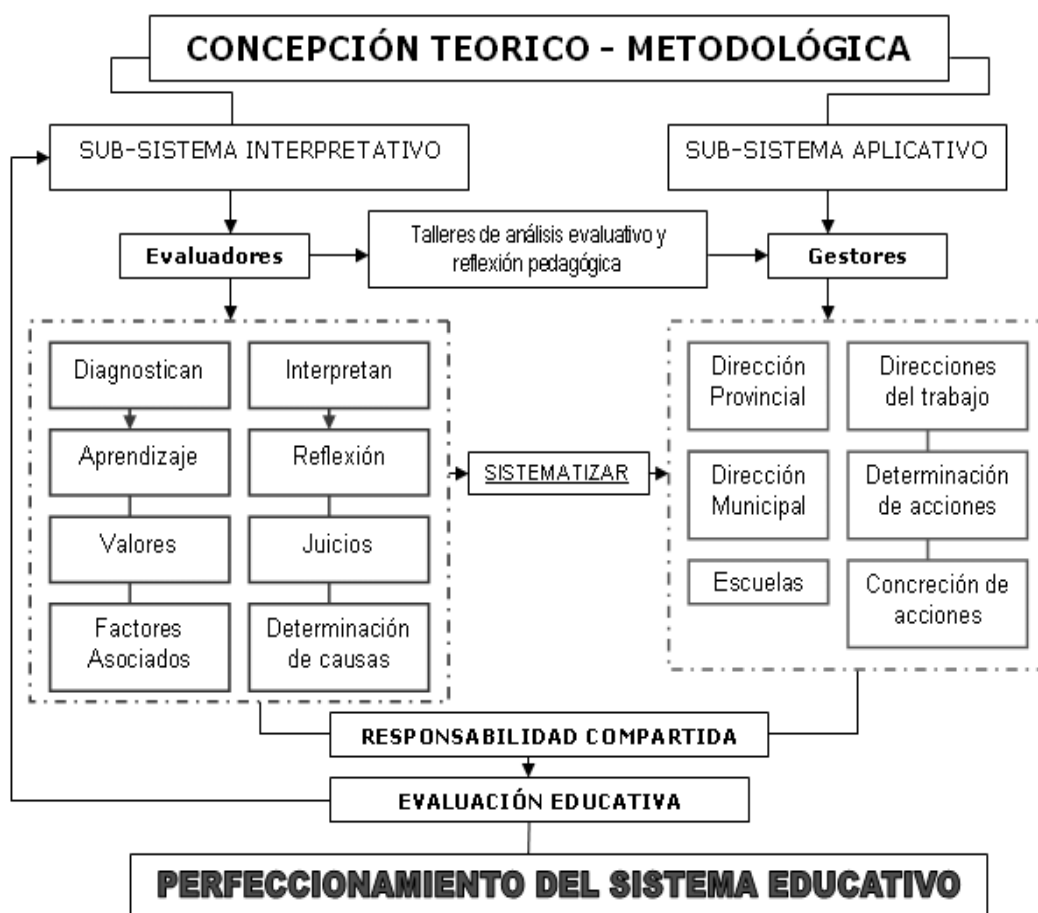 CONCEPCIÓN TEORICO - METODOLÓGICA
SUB-SISTEMA INTERPRETATIVO
SUB-SISTEMA APLICATIVO
Evaluadores
Talleres de análisis evaluativo y
reflexión pedagógica
Gestores
Diagnostican
Aprendizaje
Valores
Factores
Asociados
Interpretan
Reflexión
Juicios
Determinación
de causas
SISTEMATIZAR
Dirección
Provincial
Dirección
Municipal
Escuelas
Direcciones
del trabajo
Determinación
de acciones
Concreción de
acciones
RESPONSABILIDAD COMPARTIDA
EVALUACIÓN EDUCATIVA
PERFECCIONAMIENTO DEL SISTEMA EDUCATIVO